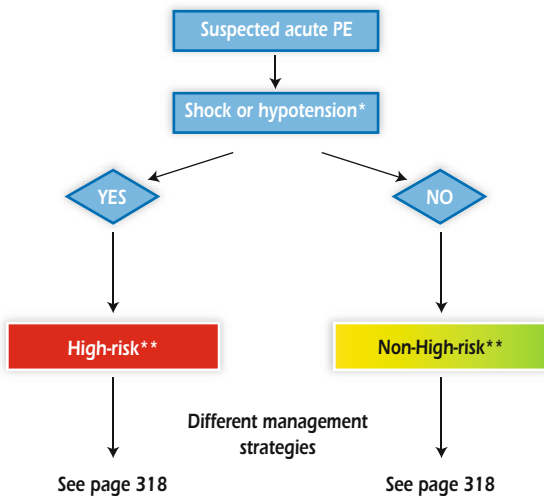 Suspected acute PE
Shock or hypotension*
YES
NO
High-risk**
Non-High-risk**
Different management
strategies
See page 318
See page 318